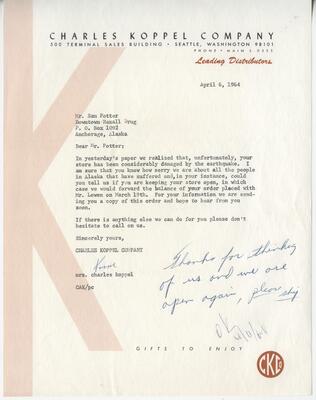 CHARLES KOPPEL COMPANY
500 TERMINAL SALES BUILDING • SEATTLE, WASHINGTON 98101
PHONE • MAIN
Leading Distributors
April 6, 1964
Mr. Sam Potter
Downtown Rexall Drug
P. O. Box 1092
Anchorage, Alaska
Dear Mr. Potter:
In yesterday's paper we realized that, unfortunately, your
store has been considerably damaged by the earthquake. I
am sure that you know how sorry we are about all the people
in Alaska that have suffered and,in your instance, could
you tell us if you are keeping your store open, in which
case we would forward the balance of your order placed with
Mr. Lewen on March 19th. For your information we are send-
ing you a copy of this order and hope to hear from you
soon.
If there is anything else we can do for you please don't
hesitate to call on us.
Sincerely yours,
CHARLES KOPPEL COMPANY
mrs. charles koppel
CAK/pc
Thanks for thinking
of us and we are
open again, please ship
OK
GIFTS TO ENJOY
CKCo